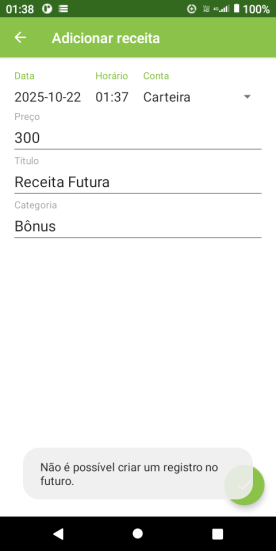 01:38 100%
Adicionar receita
Data Horário Conta
2025-10-22 01:37 Carteira
Preço
300
Título
Receita Futura
Categoria
Bônus
Não é possível criar um registro no
futuro.